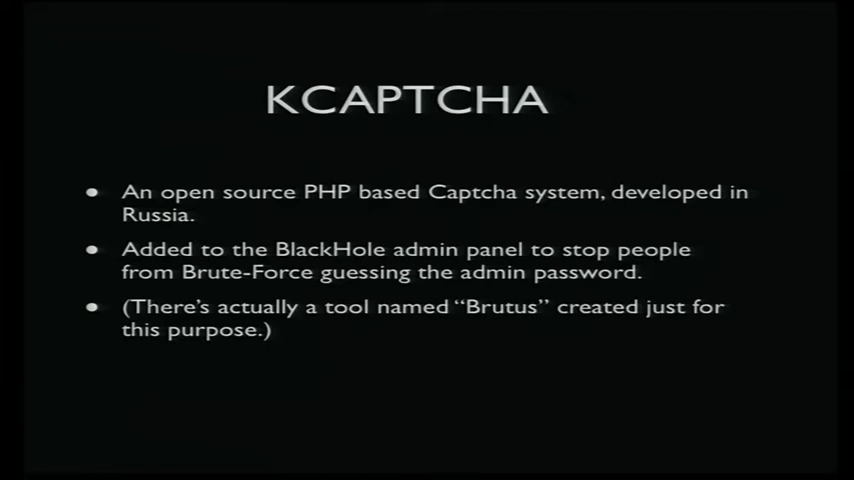 KCAPTCHA
• An open source PHP based Captcha system, developed in
Russia.
• Added to the BlackHole admin panel to stop people
from Brute-Force guessing the admin password.
• (There’s actually a tool named “Brutus” created just for
this purpose.)